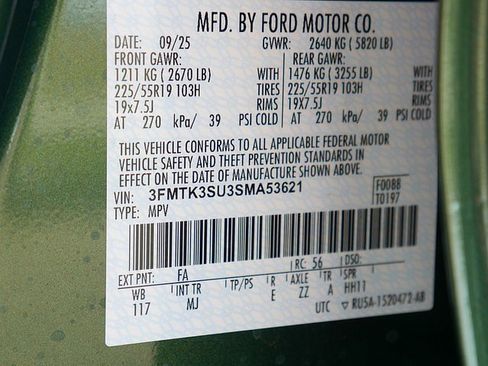 MFD. BY FORD MOTOR CO.
DATE: 09/25 GVWR: 2640 KG ( 5820 LB)
FRONT GAWR: REAR GAWR:
1211 KG ( 2670 LB) WITH 1476 KG ( 3255 LB) WITH
225/55R19 103H TIRES 225/55R19 103H TIRES
19x7.5J RIMS 19x7.5J RIMS
AT 270 kPa/ 39 PSI COLD AT 270 kPa/ 39 PSI COLD
THIS VEHICLE CONFORMS TO ALL APPLICABLE FEDERAL MOTOR
VEHICLE SAFETY AND THEFT PREVENTION STANDARDS IN
EFFECT ON THE DATE OF MANUFACTURE SHOWN ABOVE.
VIN: 3FMTK3SU3SMA53621 F0088
TYPE: MPV T0197
EXT PNT: FA RC: 56 DSO:
WB INT TR TP/PS R AXLE TR SPR
117 MJ E ZZ A HH11
UTC ▽ RU5A-1520472-AB